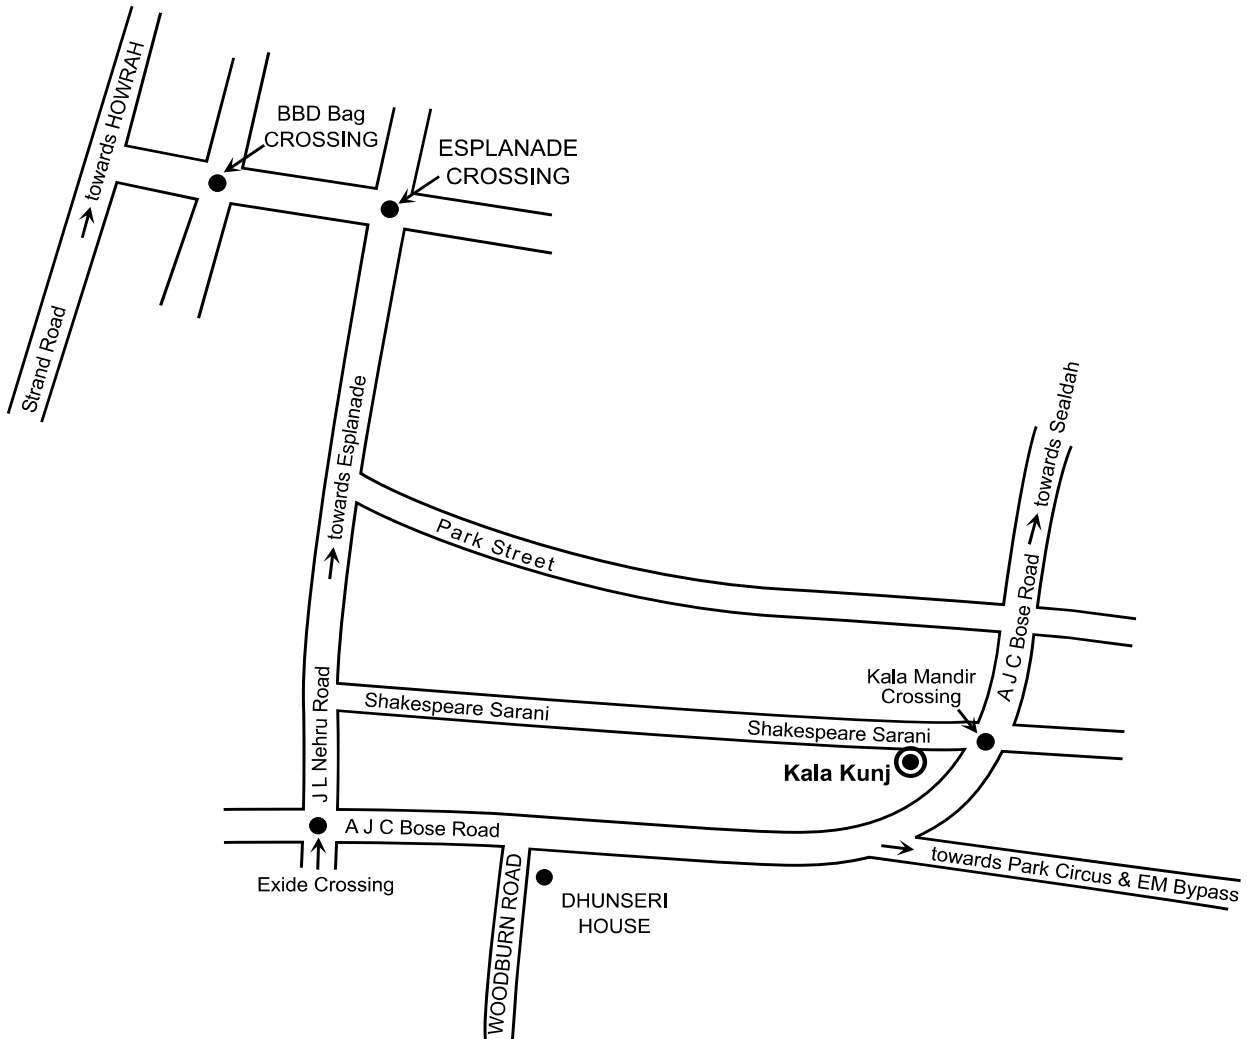 towards HOWRAH
Strand Road
BBD Bag
CROSSING
ESPLANADE
CROSSING
towards Esplanade
J L Nehru Road
Park Street
towards Sealdah
A J C Bose Road
Kala Mandir
Crossing
Shakespeare Sarani
Shakespeare Sarani
Kala Kunj
A J C Bose Road
Exide Crossing
towards Park Circus & EM Bypass
WOODBURN ROAD
DHUNSERI
HOUSE